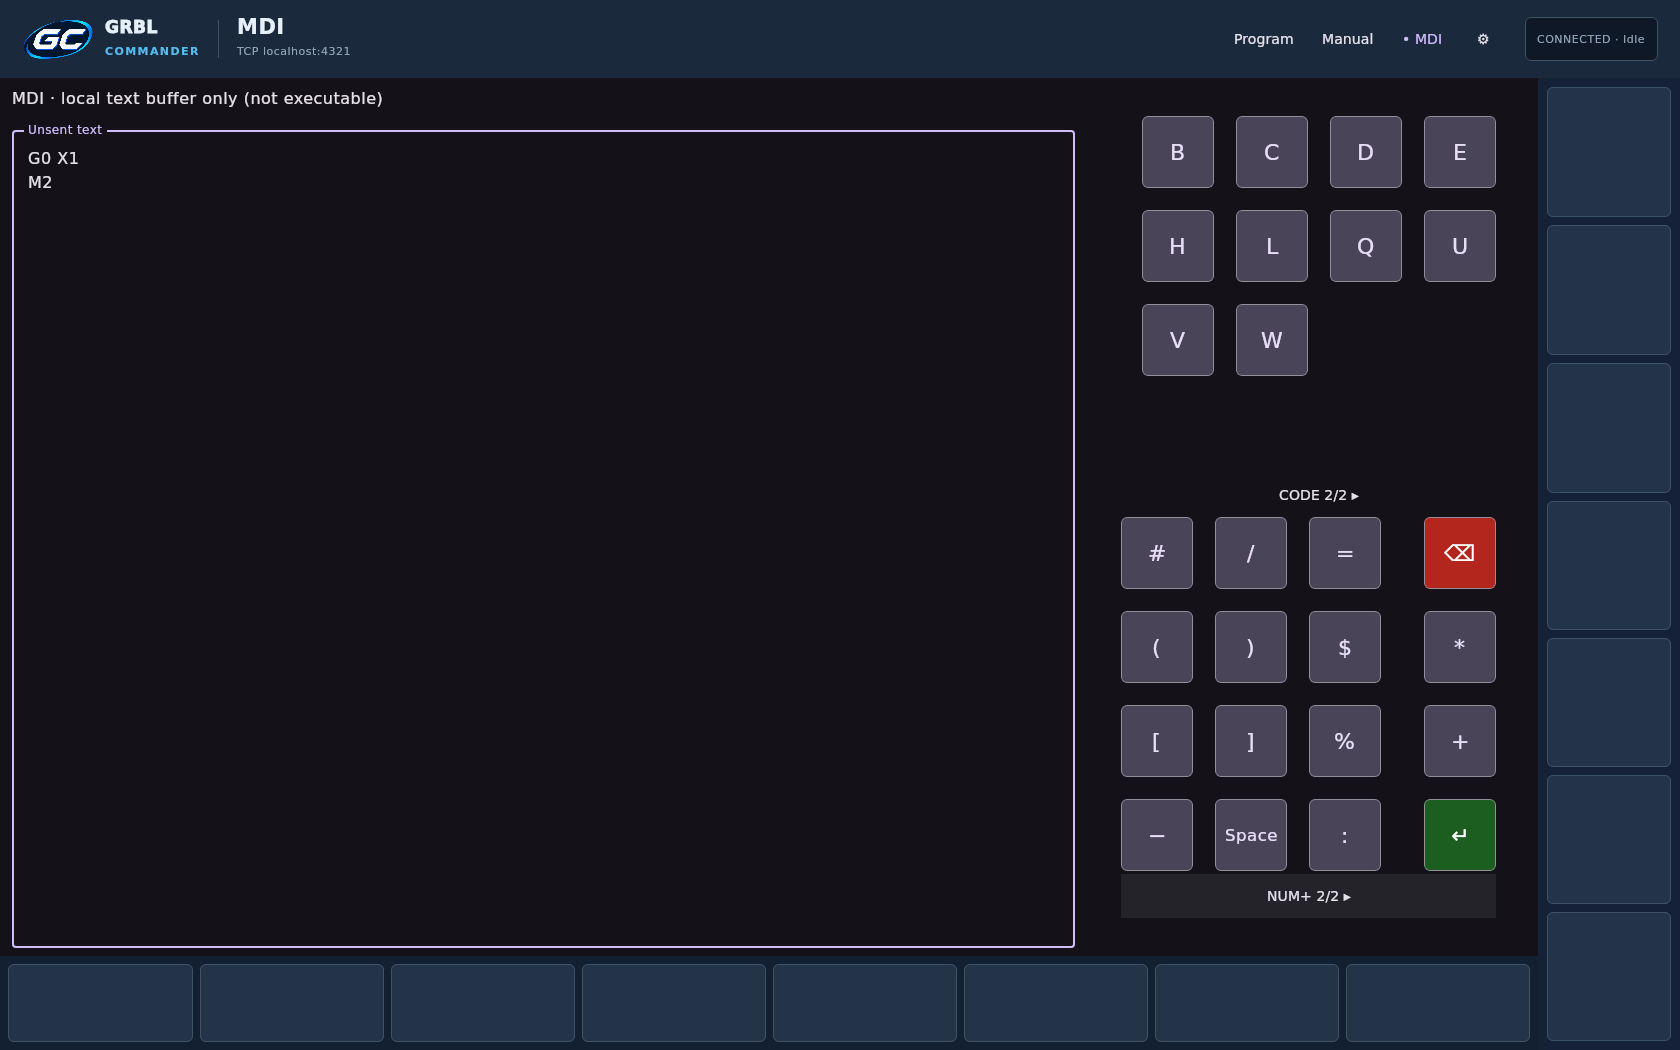 GC
GRBL
COMMANDER
MDI
TCP localhost:4321
Program
Manual
• MDI
⚙
CONNECTED · Idle
MDI · local text buffer only (not executable)
Unsent text
G0 X1
M2
B C D E
H L Q U
V W
CODE 2/2 ▸
# / = ⌫
( ) $ *
[ ] % +
− Space : ↵
NUM+ 2/2 ▸